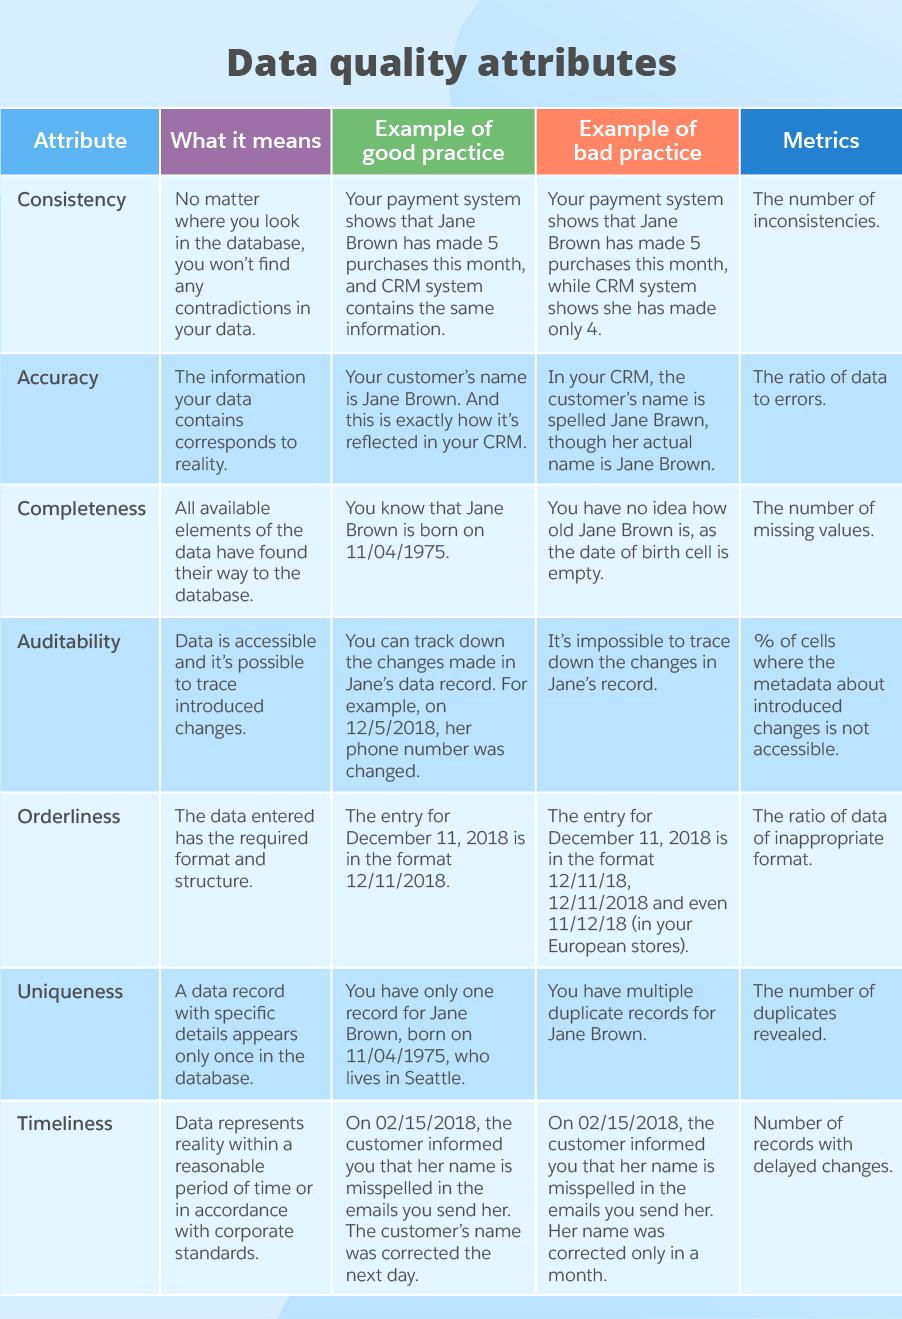 Data quality attributes
Attribute
What it means
Example of
good practice
Example of
bad practice
Metrics
Consistency
No matter
where you look
in the database,
you won’t find
any
contradictions in
your data.
Your payment system
shows that Jane
Brown has made 5
purchases this month,
and CRM system
contains the same
information.
Your payment system
shows that Jane
Brown has made 5
purchases this month,
while CRM system
shows she has made
only 4.
The number of
inconsistencies.
Accuracy
The information
your data
contains
corresponds to
reality.
Your customer’s name
is Jane Brown. And
this is exactly how it’s
reflected in your CRM.
In your CRM, the
customer’s name is
spelled Jane Brawn,
though her actual
name is Jane Brown.
The ratio of data
to errors.
Completeness
All available
elements of the
data have found
their way to the
database.
You know that Jane
Brown is born on
11/04/1975.
You have no idea how
old Jane Brown is, as
the date of birth cell is
empty.
The number of
missing values.
Auditability
Data is accessible
and it’s possible
to trace
introduced
changes.
You can track down
the changes made in
Jane’s data record. For
example, on
12/5/2018, her
phone number was
changed.
It’s impossible to trace
down the changes in
Jane’s record.
% of cells
where the
metadata about
introduced
changes is not
accessible.
Orderliness
The data entered
has the required
format and
structure.
The entry for
December 11, 2018 is
in the format
12/11/2018.
The entry for
December 11, 2018 is
in the format
12/11/18,
12/11/2018 and even
11/12/18 (in your
European stores).
The ratio of data
of inappropriate
format.
Uniqueness
A data record
with specific
details appears
only once in the
database.
You have only one
record for Jane
Brown, born on
11/04/1975, who
lives in Seattle.
You have multiple
duplicate records for
Jane Brown.
The number of
duplicates
revealed.
Timeliness
Data represents
reality within a
reasonable
period of time or
in accordance
with corporate
standards.
On 02/15/2018, the
customer informed
you that her name is
misspelled in the
emails you send her.
The customer’s name
was corrected the
next day.
On 02/15/2018, the
customer informed
you that her name is
misspelled in the
emails you send her.
Her name was
corrected only in a
month.
Number of
records with
delayed changes.